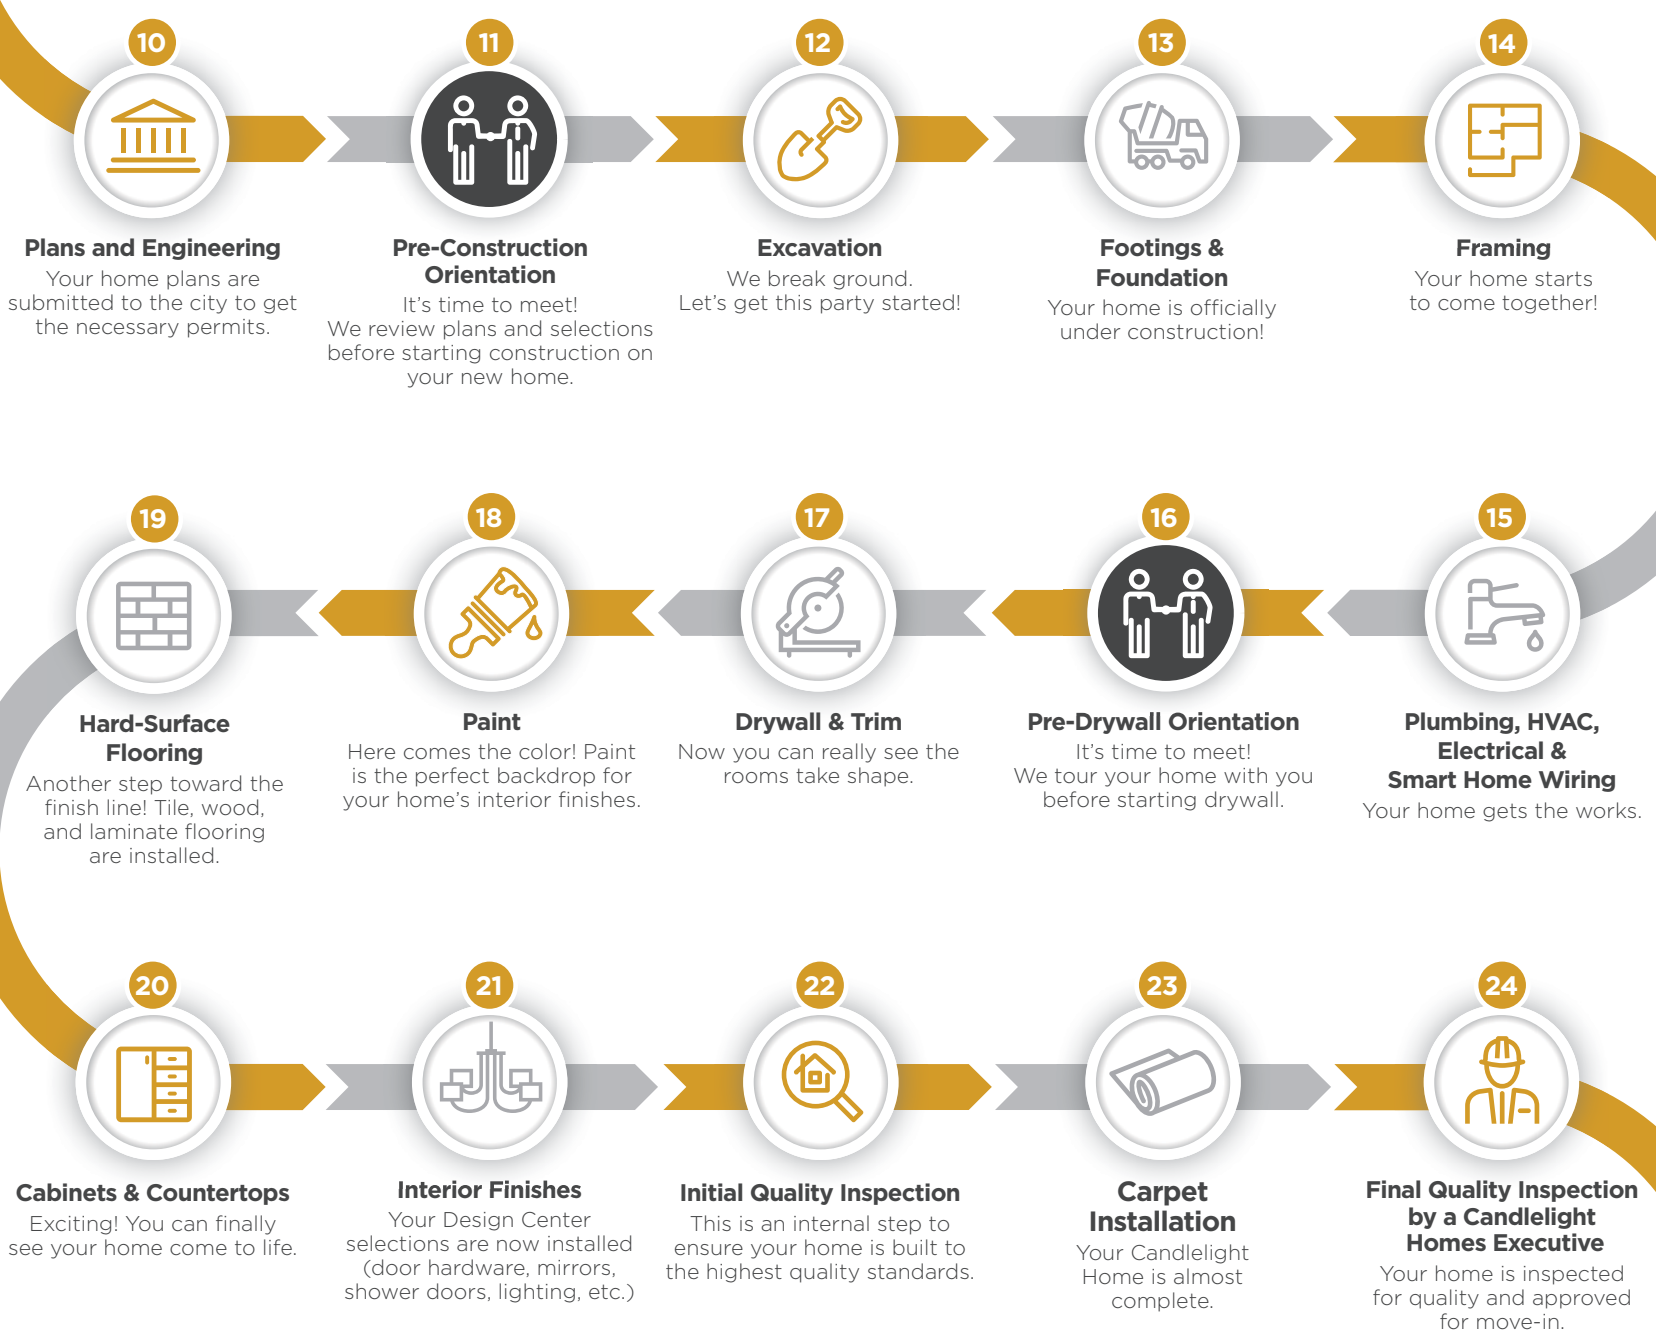 10
Plans and Engineering
Your home plans are
submitted to the city to get
the necessary permits.
11
Pre-Construction
Orientation
It's time to meet!
We review plans and selections
before starting construction on
your new home.
12
Excavation
We break ground.
Let's get this party started!
13
Footings &
Foundation
Your home is officially
under construction!
14
Framing
Your home starts
to come together!
15
Plumbing, HVAC,
Electrical &
Smart Home Wiring
Your home gets the works.
16
Pre-Drywall Orientation
It's time to meet!
We tour your home with you
before starting drywall.
17
Drywall & Trim
Now you can really see the
rooms take shape.
18
Paint
Here comes the color! Paint
is the perfect backdrop for
your home's interior finishes.
19
Hard-Surface
Flooring
Another step toward the
finish line! Tile, wood,
and laminate flooring
are installed.
20
Cabinets & Countertops
Exciting! You can finally
see your home come to life.
21
Interior Finishes
Your Design Center
selections are now installed
(door hardware, mirrors,
shower doors, lighting, etc.)
22
Initial Quality Inspection
This is an internal step to
ensure your home is built to
the highest quality standards.
23
Carpet
Installation
Your Candlelight
Home is almost
complete.
24
Final Quality Inspection
by a Candlelight
Homes Executive
Your home is inspected
for quality and approved
for move-in.